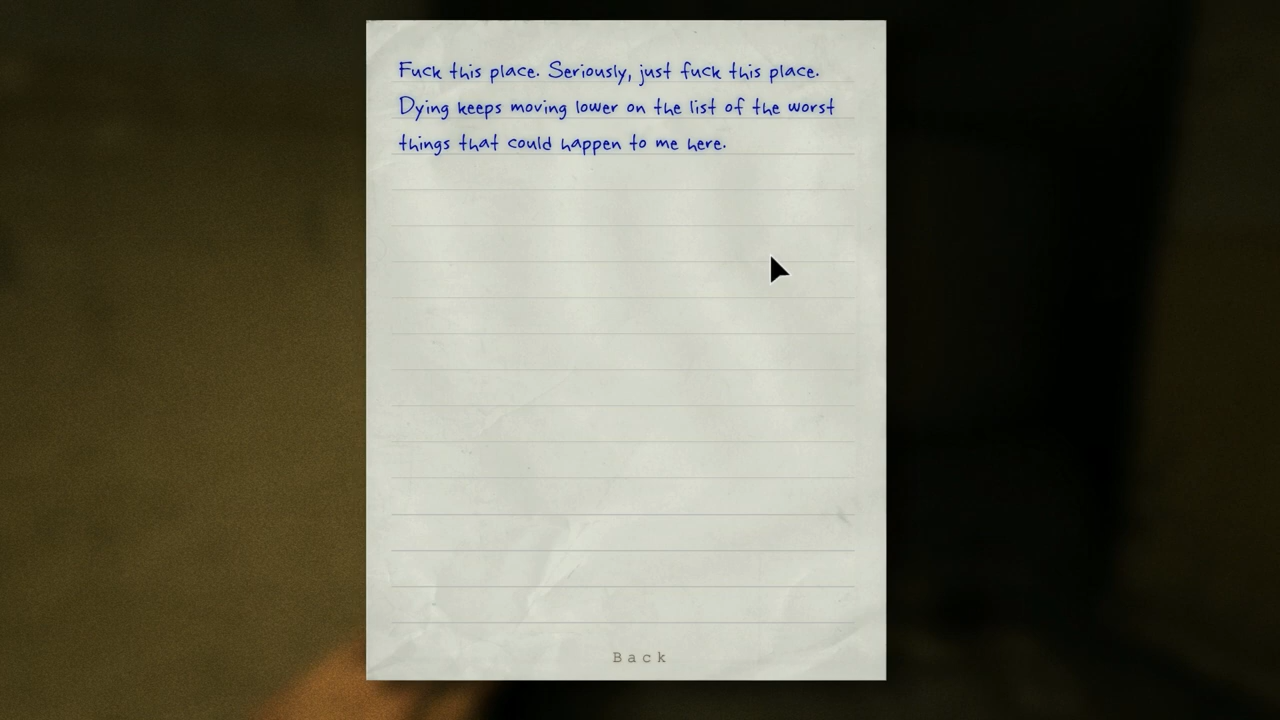 Fuck this place. Seriously, just fuck this place.
Dying keeps moving lower on the list of the worst
things that could happen to me here.
Back